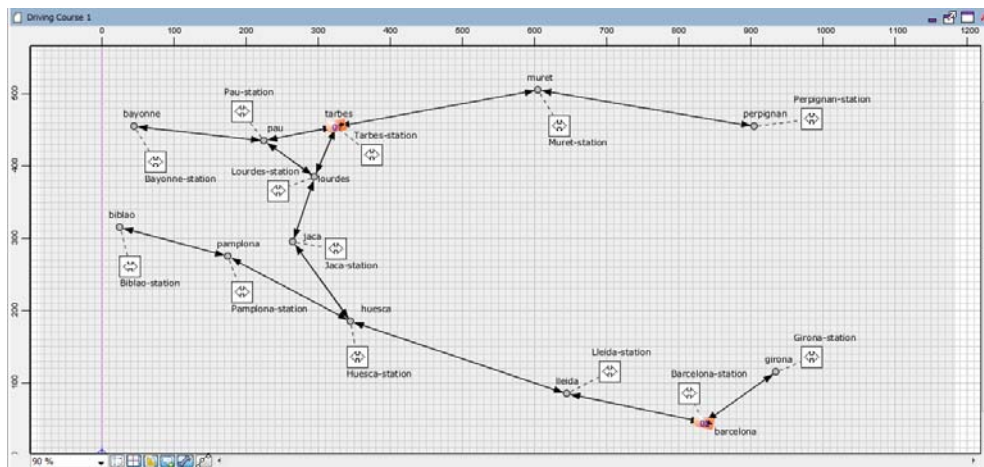 Driving Course 1
0 100 200 300 400 500 600 700 800 900 1000 1100 1200
600
500
400
300
200
100
0
muret
Pau-station
Perpignan-station
bayonne
tarbes
perpignan
pau
Tarbes-station
Muret-station
Lourdes-station
Bayonne-station
lourdes
biblao
jaca
pamplona
Jaca-station
Biblao-station
Pamplona-station
huesca
Girona-station
Lleida-station
girona
Huesca-station
Barcelona-station
lleida
barcelona
90 %